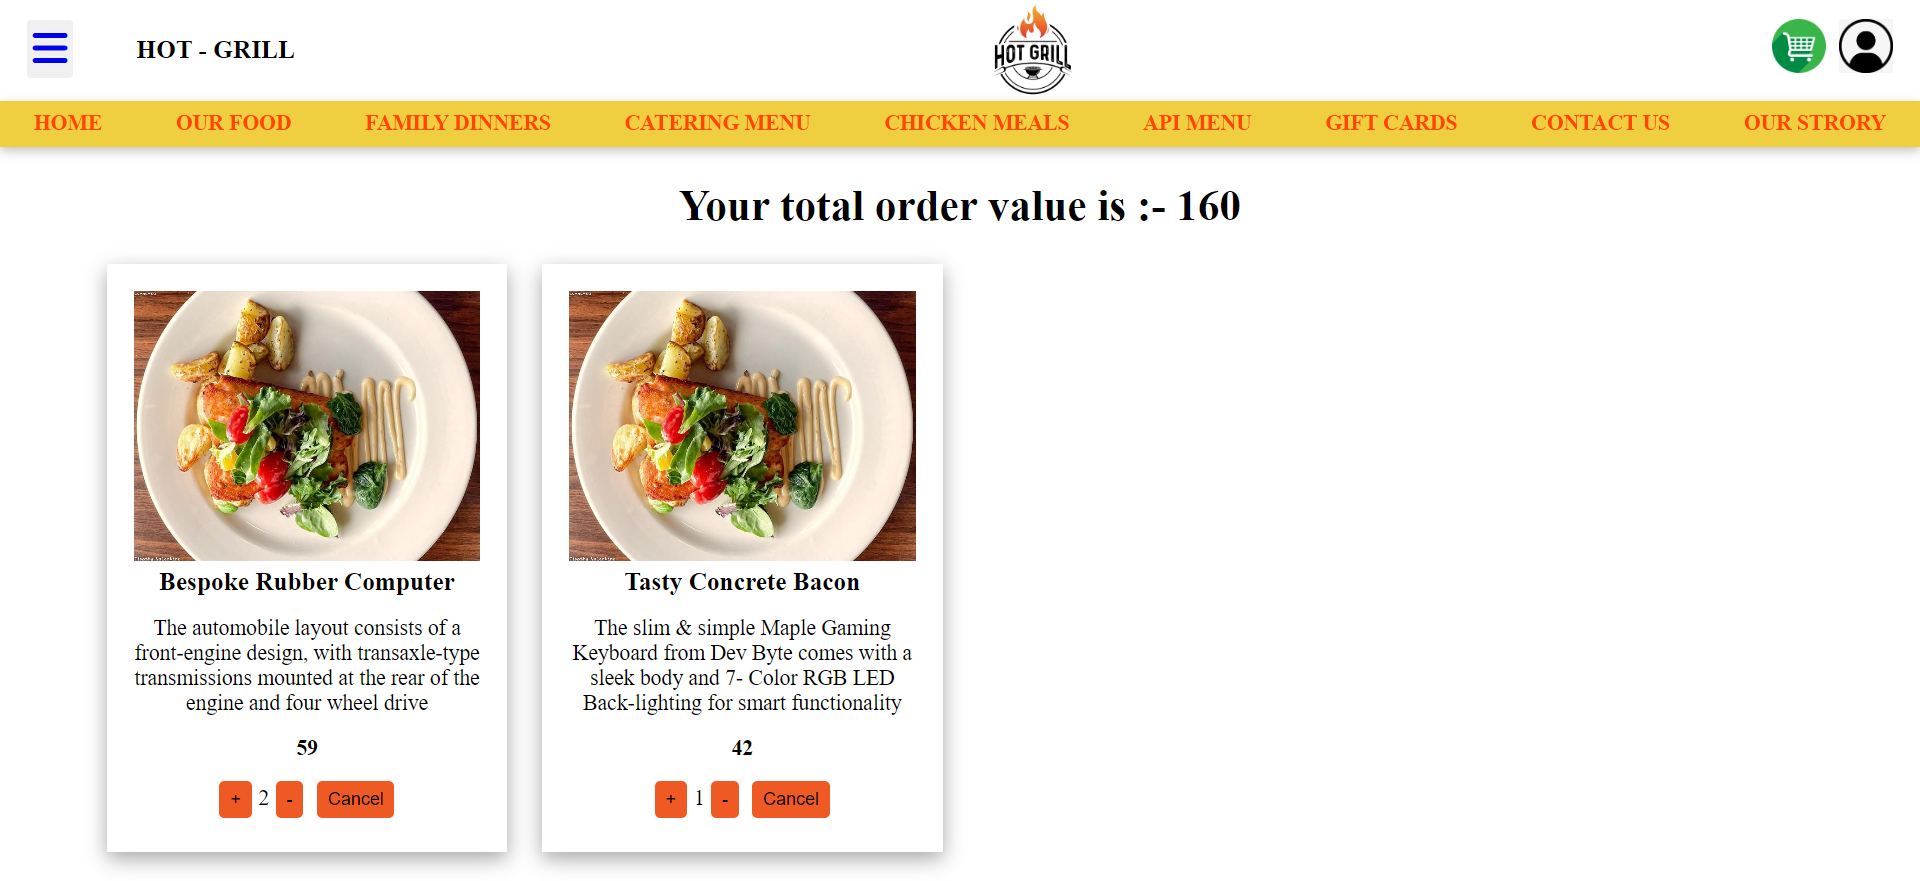 HOT - GRILL
HOT GRILL
HOME OUR FOOD FAMILY DINNERS CATERING MENU CHICKEN MEALS API MENU GIFT CARDS CONTACT US OUR STRORY
Your total order value is :- 160
Bespoke Rubber Computer
The automobile layout consists of a
front-engine design, with transaxle-type
transmissions mounted at the rear of the
engine and four wheel drive
59
+ 2 - Cancel
Tasty Concrete Bacon
The slim & simple Maple Gaming
Keyboard from Dev Byte comes with a
sleek body and 7- Color RGB LED
Back-lighting for smart functionality
42
+ 1 - Cancel